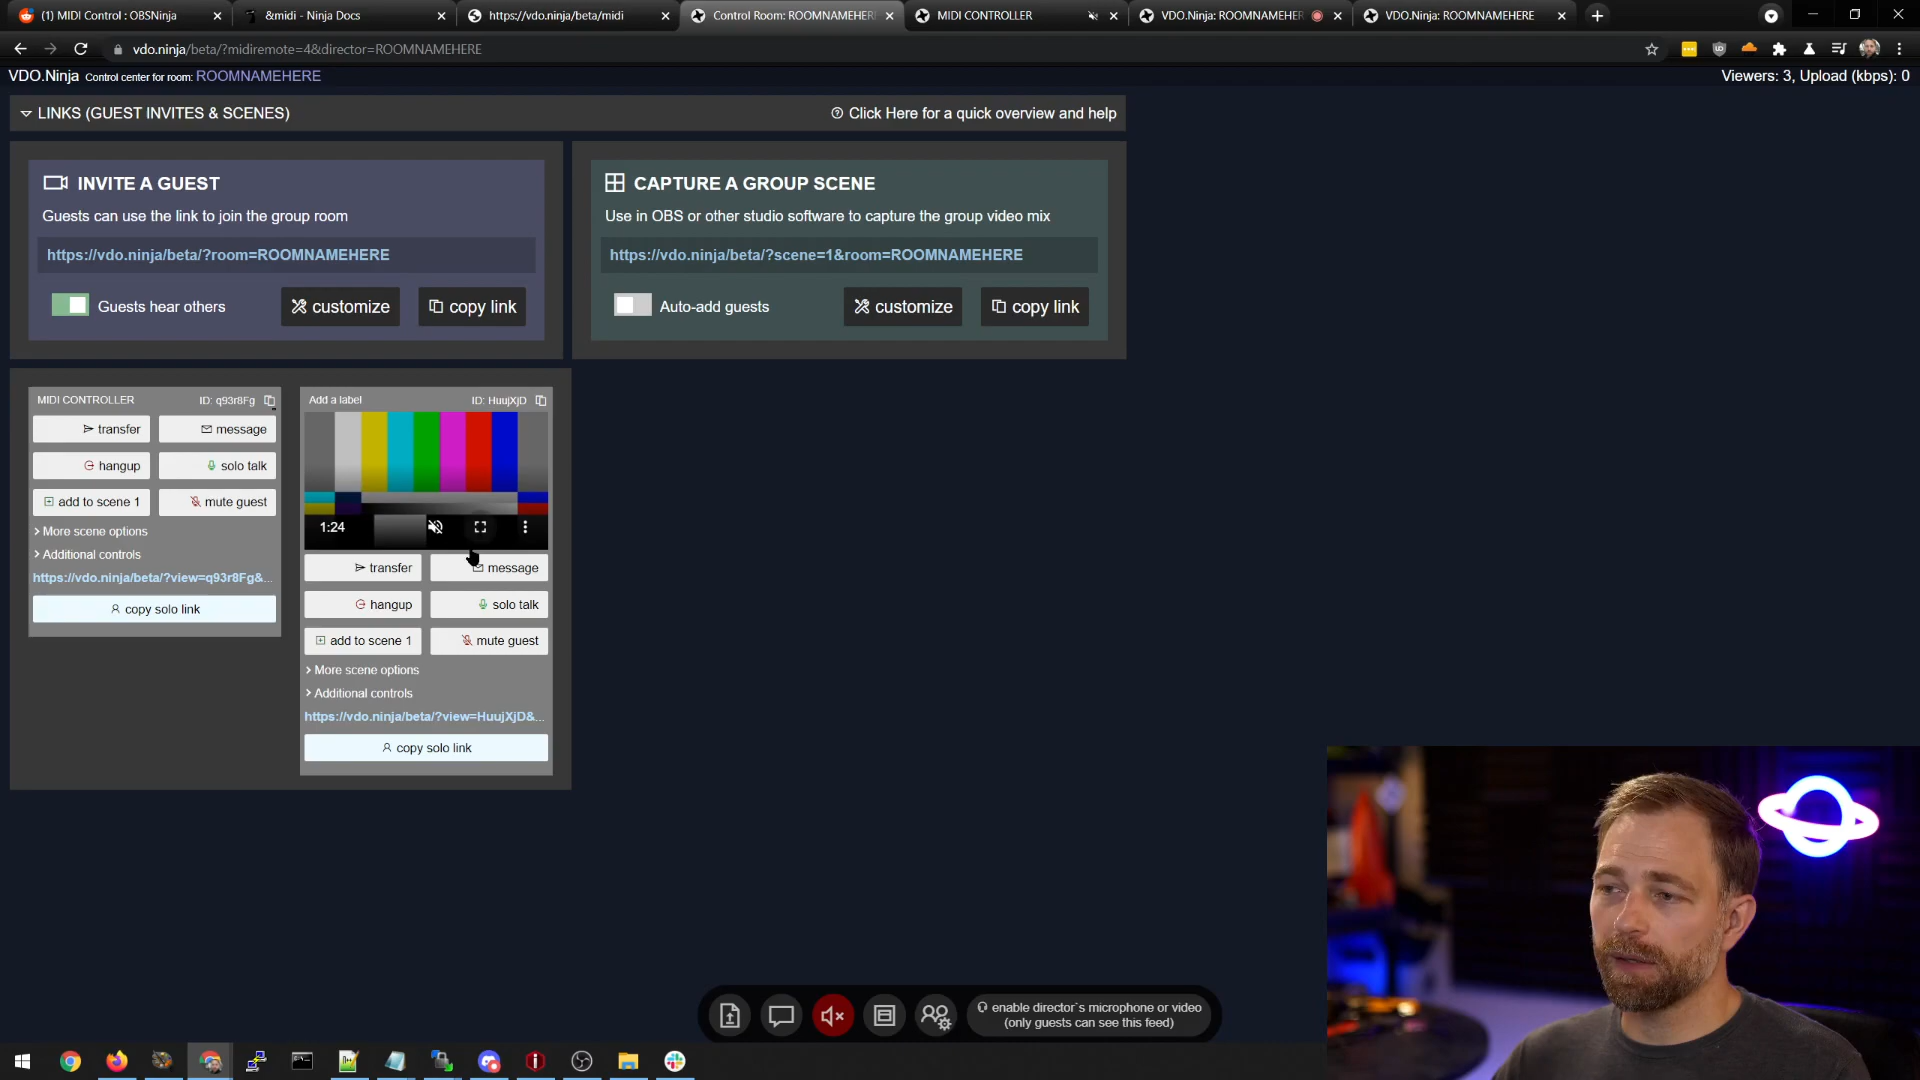 (1) MIDI Control : OBSNinja
&midi - Ninja Docs
https://vdo.ninja/beta/midi
Control Room: ROOMNAMEHER
MIDI CONTROLLER
VDO.Ninja: ROOMNAMEHER
VDO.Ninja: ROOMNAMEHERE
vdo.ninja/beta/?midiremote=4&director=ROOMNAMEHERE
VDO.Ninja Control center for room: ROOMNAMEHERE
Viewers: 3, Upload (kbps): 0
LINKS (GUEST INVITES & SCENES)
Click Here for a quick overview and help
INVITE A GUEST
Guests can use the link to join the group room
https://vdo.ninja/beta/?room=ROOMNAMEHERE
Guests hear others
customize
copy link
CAPTURE A GROUP SCENE
Use in OBS or other studio software to capture the group video mix
https://vdo.ninja/beta/?scene=1&room=ROOMNAMEHERE
Auto-add guests
customize
copy link
MIDI CONTROLLER
ID: q93r8Fg
transfer
message
hangup
solo talk
add to scene 1
mute guest
More scene options
Additional controls
https://vdo.ninja/beta/?view=q93r8Fg&...
copy solo link
Add a label
ID: HuujXjD
1:24
transfer
message
hangup
solo talk
add to scene 1
mute guest
More scene options
Additional controls
https://vdo.ninja/beta/?view=HuujXjD&...
copy solo link
enable director`s microphone or video
(only guests can see this feed)